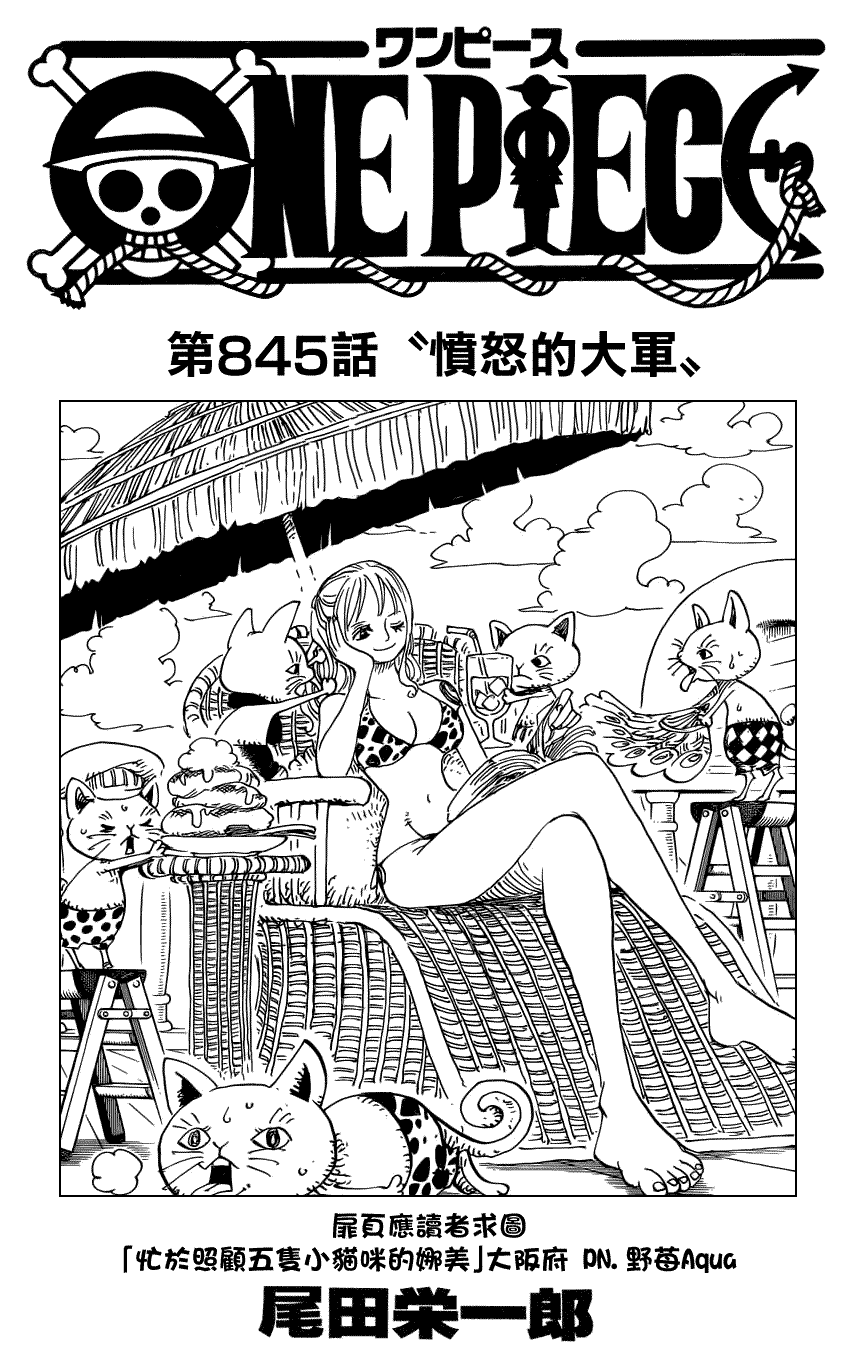 ワンピース
ONE PIECE
第845話〝憤怒的大軍〟
扉頁應讀者求圖
「忙於照顧五隻小貓咪的娜美」大阪府 PN. 野莓Aqua
尾田栄一郎